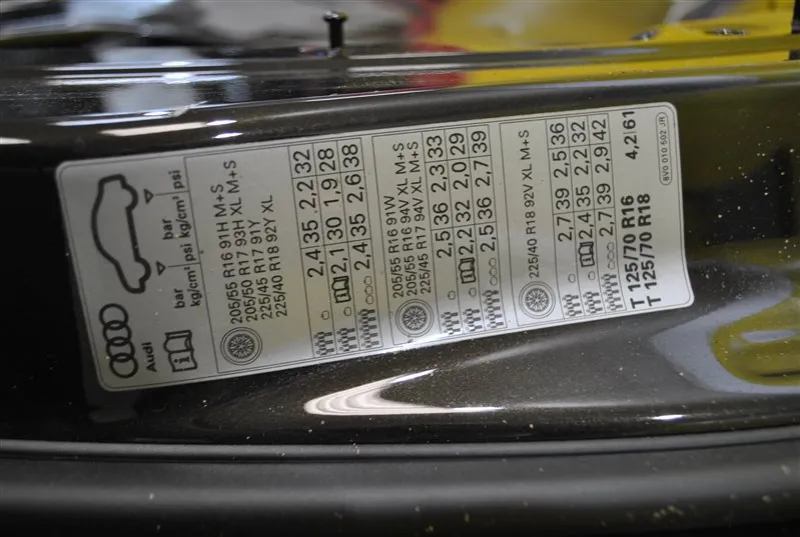 Audi
bar
kg/cm² psi
bar
kg/cm² psi
205/55 R16 91H M+S
205/50 R17 93H XL M+S
225/45 R17 91Y
225/40 R18 92Y XL
2,4 35 2,2 32
2,1 30 1,9 28
2,4 35 2,6 38
205/55 R16 91W
205/55 R16 94V XL M+S
225/45 R17 94V XL M+S
2,5 36 2,3 33
2,2 32 2,0 29
2,5 36 2,7 39
225/40 R18 92V XL M+S
2,7 39 2,5 36
2,4 35 2,2 32
2,7 39 2,9 42
T 125/70 R16
T 125/70 R18
4,2 61
8V0 010 502 JR